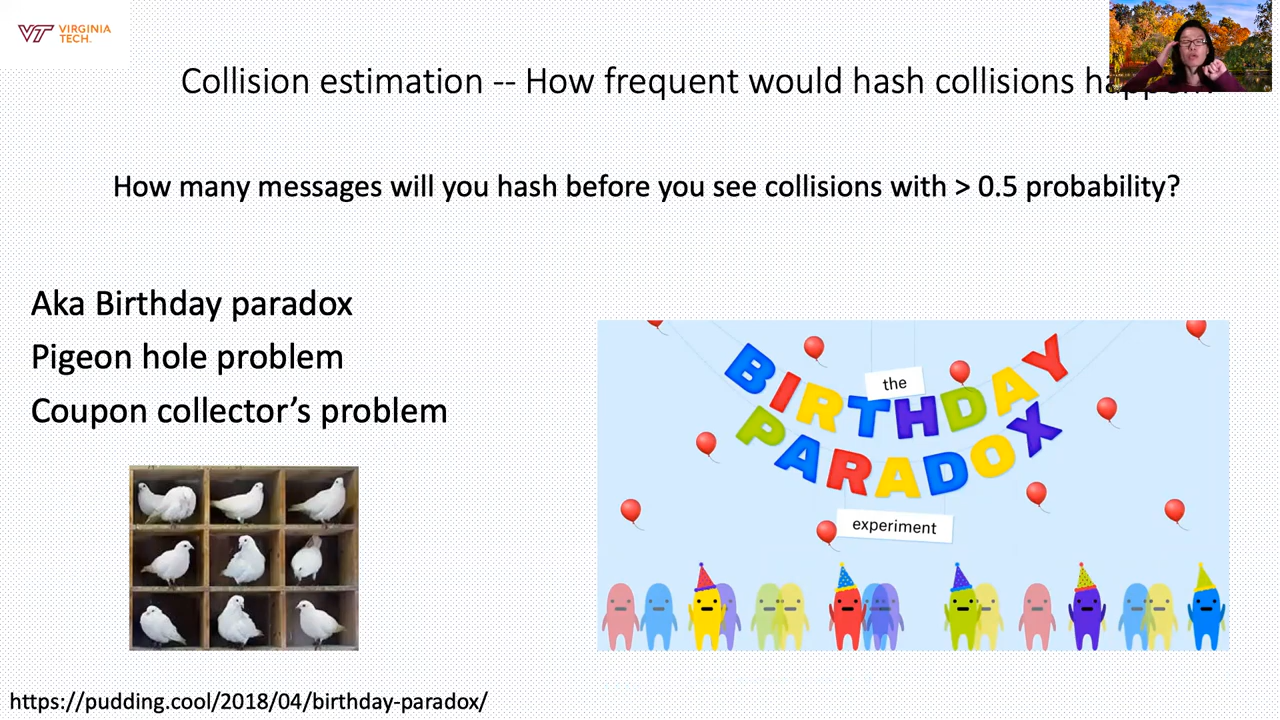 VT VIRGINIA
TECH.
Collision estimation -- How frequent would hash collisions
How many messages will you hash before you see collisions with > 0.5 probability?
Aka Birthday paradox
Pigeon hole problem
Coupon collector's problem
the
BIRTHDAY
PARADOX
experiment
https://pudding.cool/2018/04/birthday-paradox/